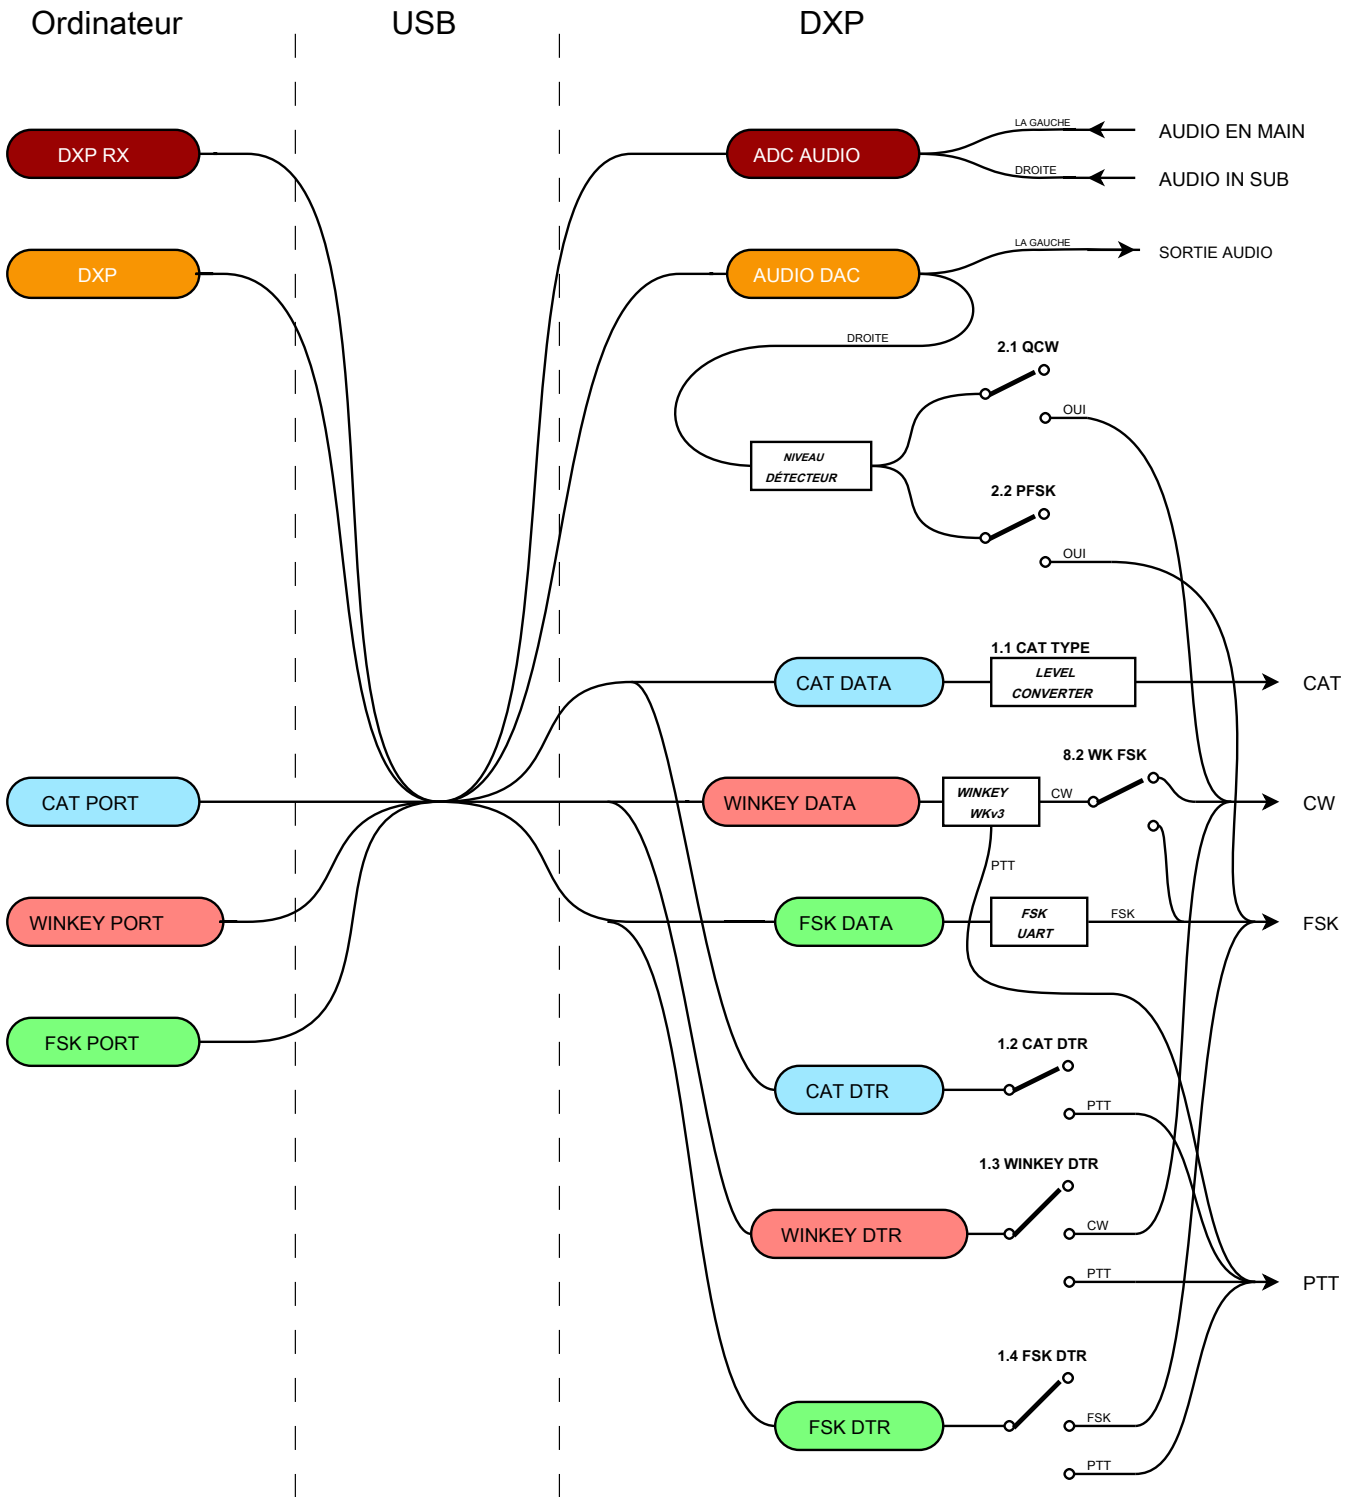 Ordinateur
USB
DXP
LA GAUCHE
AUDIO EN MAIN
DXP RX
ADC AUDIO
DROITE
AUDIO IN SUB
LA GAUCHE
SORTIE AUDIO
DXP
AUDIO DAC
DROITE
2.1 QCW
OUI
NIVEAU
DÉTECTEUR
2.2 PFSK
OUI
1.1 CAT TYPE
CAT DATA
LEVEL
CONVERTER
CAT
8.2 WK FSK
CAT PORT
WINKEY DATA
WINKEY
WKv3
CW
CW
PTT
WINKEY PORT
FSK DATA
FSK
UART
FSK
FSK
FSK PORT
1.2 CAT DTR
CAT DTR
PTT
1.3 WINKEY DTR
WINKEY DTR
CW
PTT
PTT
1.4 FSK DTR
FSK DTR
FSK
PTT